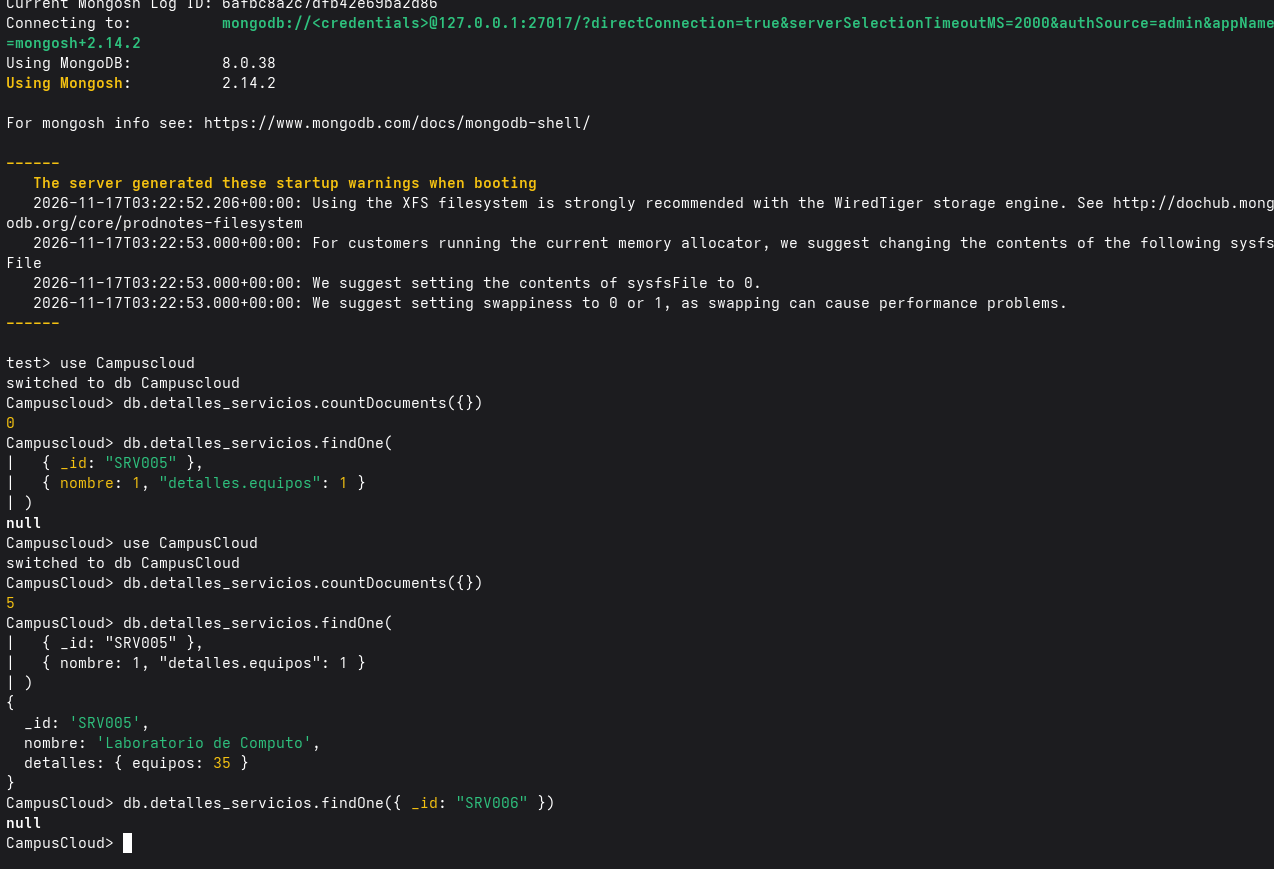 Current Mongosh Log ID: 6afbc8a2c7dfb42e69ba2d86
Connecting to:          mongodb://<credentials>@127.0.0.1:27017/?directConnection=true&serverSelectionTimeoutMS=2000&authSource=admin&appName
=mongosh+2.14.2
Using MongoDB:          8.0.38
Using Mongosh:          2.14.2

For mongosh info see: https://www.mongodb.com/docs/mongodb-shell/

------
   The server generated these startup warnings when booting
   2026-11-17T03:22:52.206+00:00: Using the XFS filesystem is strongly recommended with the WiredTiger storage engine. See http://dochub.mong
odb.org/core/prodnotes-filesystem
   2026-11-17T03:22:53.000+00:00: For customers running the current memory allocator, we suggest changing the contents of the following sysfs
File
   2026-11-17T03:22:53.000+00:00: We suggest setting the contents of sysfsFile to 0.
   2026-11-17T03:22:53.000+00:00: We suggest setting swappiness to 0 or 1, as swapping can cause performance problems.
------

test> use Campuscloud
switched to db Campuscloud
Campuscloud> db.detalles_servicios.countDocuments({})
0
Campuscloud> db.detalles_servicios.findOne(
|   { _id: "SRV005" },
|   { nombre: 1, "detalles.equipos": 1 }
| )
null
Campuscloud> use CampusCloud
switched to db CampusCloud
CampusCloud> db.detalles_servicios.countDocuments({})
5
CampusCloud> db.detalles_servicios.findOne(
|   { _id: "SRV005" },
|   { nombre: 1, "detalles.equipos": 1 }
| )
{
  _id: 'SRV005',
  nombre: 'Laboratorio de Computo',
  detalles: { equipos: 35 }
}
CampusCloud> db.detalles_servicios.findOne({ _id: "SRV006" })
null
CampusCloud>